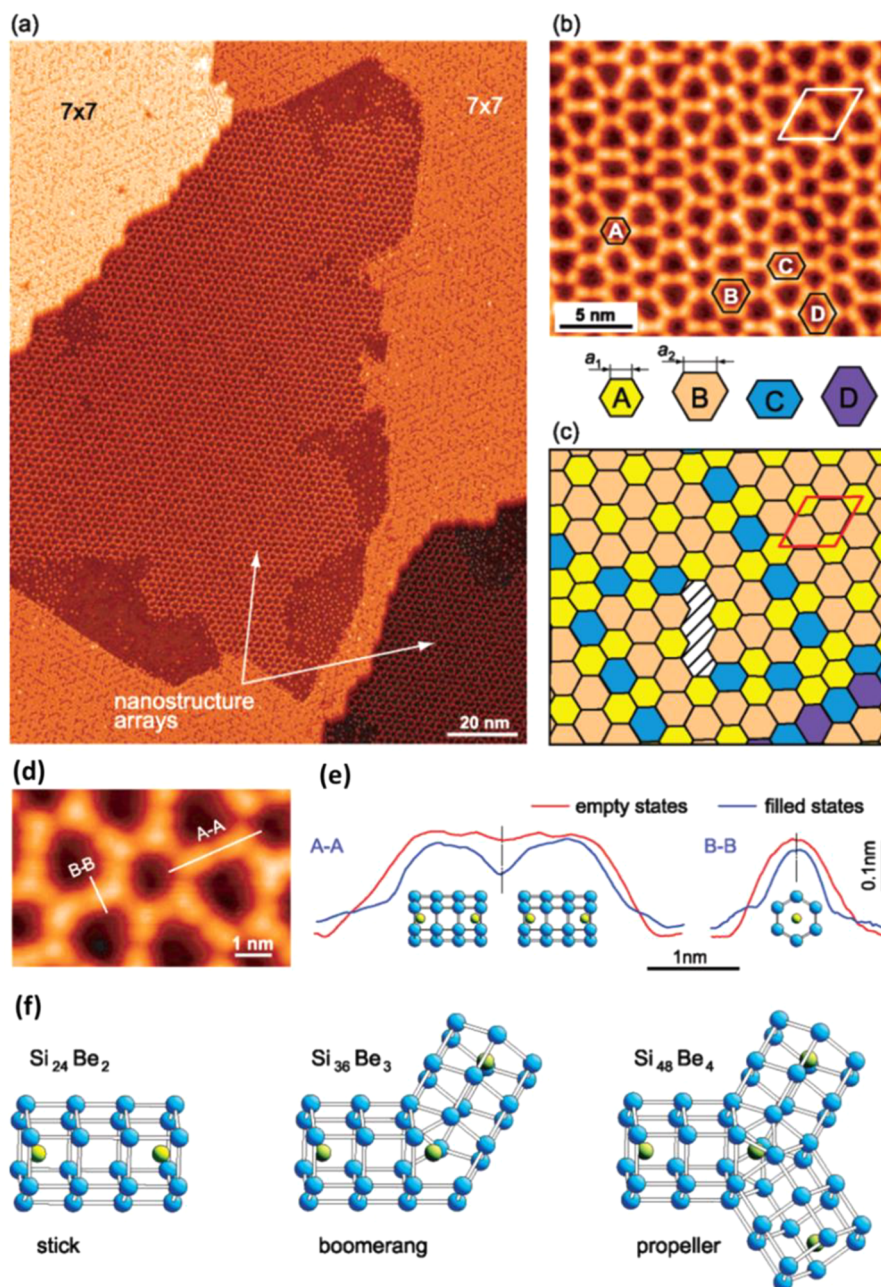 (a)
7x7
7x7
nanostructure
arrays
20 nm
(b)
A
B
C
D
5 nm
a1
a2
A
B
C
D
(c)
(d)
A-A
B-B
1 nm
(e)
empty states
filled states
A-A
B-B
0.1nm
1nm
(f)
Si24Be2
Si36Be3
Si48Be4
stick
boomerang
propeller